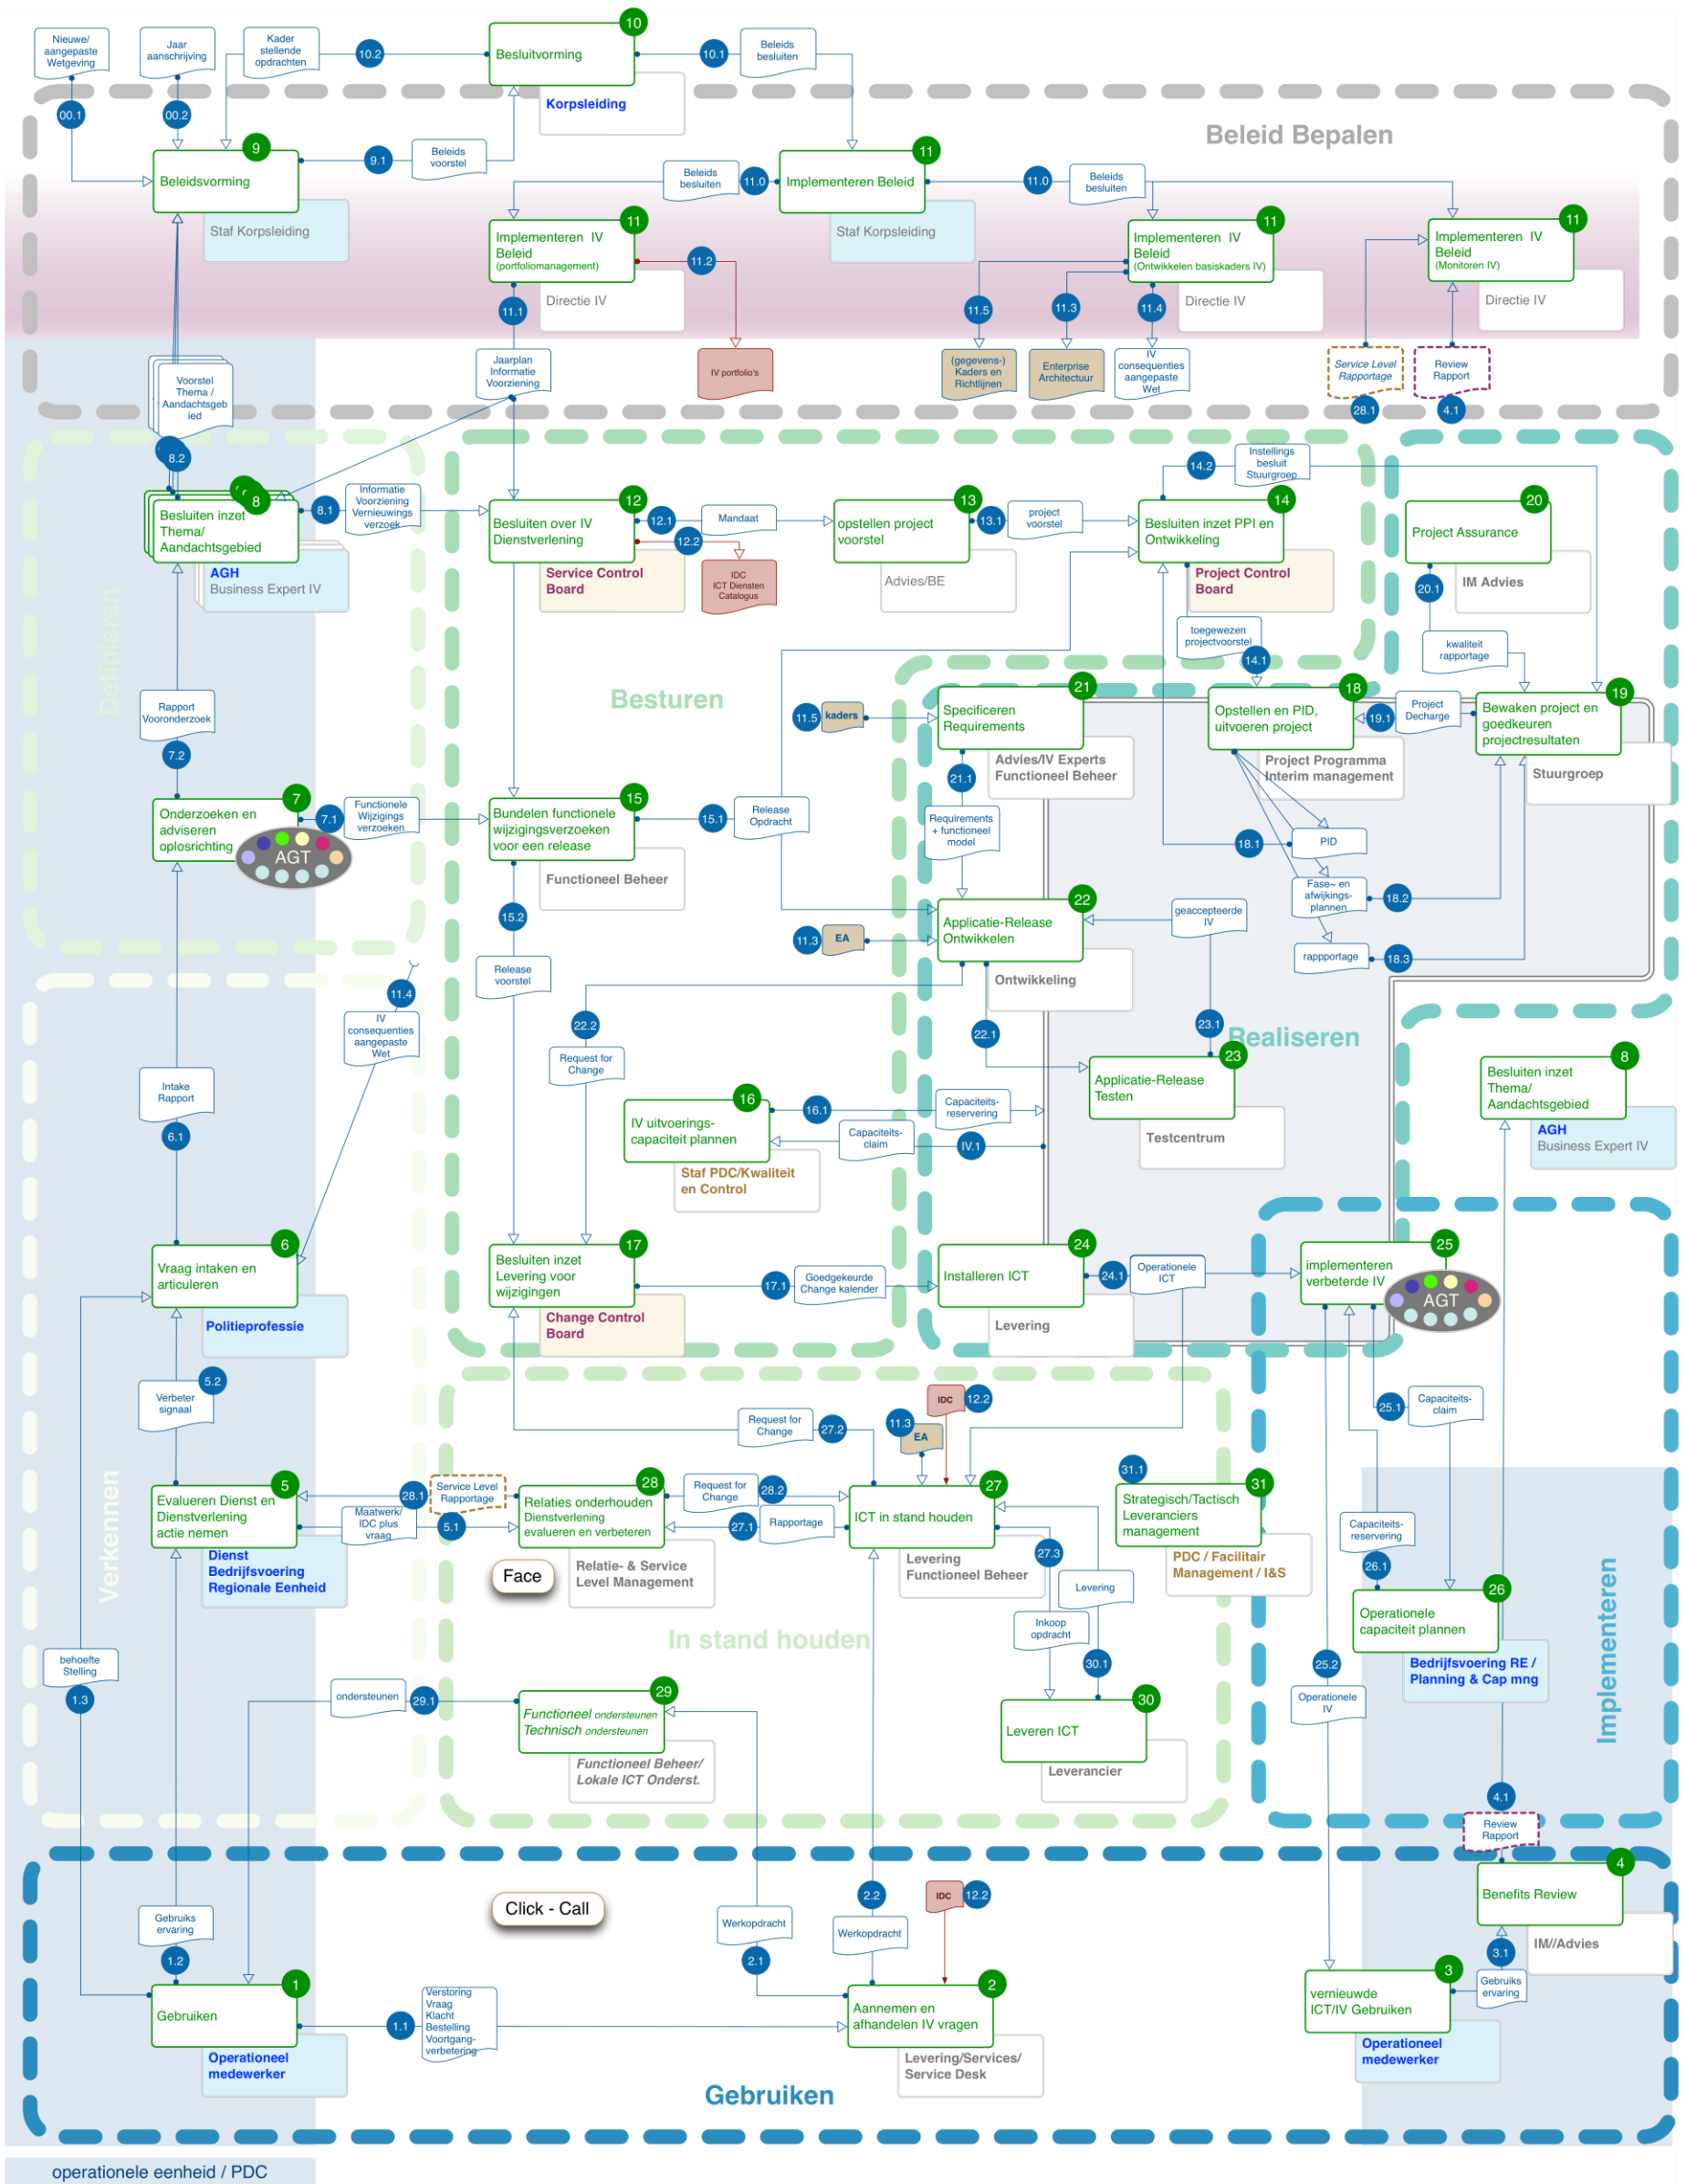 Nieuwe/
aangepaste
Wetgeving
00.1
Jaar
aanschrijving
00.2
Kader
stellende
opdrachten
10.2
10
Besluitvorming
Korpsleiding
10.1
Beleids
besluiten
Beleid Bepalen
9
Beleidsvorming
Staf Korpsleiding
9.1
Beleids
voorstel
Beleids
besluiten
11.0
11
Implementeren Beleid
Staf Korpsleiding
11.0
Beleids
besluiten
11
Implementeren IV
Beleid
(portfoliomanagement)
Directie IV
11.1
11.2
11
Implementeren IV
Beleid
(Ontwikkelen basiskaders IV)
Directie IV
11.5
11.3
11.4
11
Implementeren IV
Beleid
(Monitoren IV)
Directie IV
Voorstel
Thema /
Aandachtsgeb
ied
8.2
Jaarplan
Informatie
Voorziening
IV portfolio's
(gegevens-)
Kaders en
Richtlijnen
Enterprise
Architectuur
IV
consequenties
aangepaste
Wet
Service Level
Rapportage
28.1
Review
Rapport
4.1
Definieren
8
Besluiten inzet
Thema/
Aandachtsgebied
AGH
Business Expert IV
8.1
Informatie
Voorziening
Vernieuwings
verzoek
12
Besluiten over IV
Dienstverlening
Service Control
Board
12.1
Mandaat
12.2
IDC
ICT Diensten
Catalogus
13
opstellen project
voorstel
Advies/BE
13.1
project
voorstel
14
Besluiten inzet PPI en
Ontwikkeling
Project Control
Board
14.2
Instellings
besluit
Stuurgroep
toegewezen
projectvoorstel
14.1
20
Project Assurance
IM Advies
20.1
kwaliteit
rapportage
Besturen
Rapport
Vooronderzoek
7.2
11.5
kaders
21
Specificeren
Requirements
Advies/IV Experts
Functioneel Beheer
21.1
Requirements
+ functioneel
model
18
Opstellen en PID,
uitvoeren project
Project Programma
Interim management
19.1
Project
Decharge
19
Bewaken project en
goedkeuren
projectresultaten
Stuurgroep
7
Onderzoeken en
adviseren
oplosrichting
AGT
7.1
Functionele
Wijzigings
verzoeken
15
Bundelen functionele
wijzigingsverzoeken
voor een release
Functioneel Beheer
15.1
Release
Opdracht
15.2
18.1
PID
Fase~ en
afwijkings-
plannen
18.2
rappportage
18.3
11.3
EA
22
Applicatie-Release
Ontwikkelen
Ontwikkeling
geaccepteerde
IV
Release
voorstel
11.4
IV
consequenties
aangepaste
Wet
22.2
Request for
Change
22.1
23.1
Realiseren
23
Applicatie-Release
Testen
Testcentrum
8
Besluiten inzet
Thema/
Aandachtsgebied
AGH
Business Expert IV
Intake
Rapport
6.1
16
IV uitvoerings-
capaciteit plannen
Staf PDC/Kwaliteit
en Control
16.1
Capaciteits-
reservering
Capaciteits-
claim
IV.1
6
Vraag intaken en
articuleren
Politieprofessie
17
Besluiten inzet
Levering voor
wijzigingen
Change Control
Board
17.1
Goedgekeurde
Change kalender
24
Installeren ICT
Levering
24.1
Operationele
ICT
25
implementeren
verbeterde IV
AGT
Verbeter
signaal
5.2
Request for
Change
27.2
IDC
12.2
11.3
EA
25.1
Capaciteits-
claim
Verkennen
5
Evalueren Dienst en
Dienstverlening
actie nemen
Dienst
Bedrijfsvoering
Regionale Eenheid
28.1
Service Level
Rapportage
Maatwerk/
IDC plus
vraag
5.1
28
Relaties onderhouden
Dienstverlening
evalueren en verbeteren
Relatie- & Service
Level Management
Face
Request for
Change
28.2
27.1
Rapportage
27
ICT in stand houden
Levering
Functioneel Beheer
27.3
31.1
31
Strategisch/Tactisch
Leveranciers
management
PDC / Facilitair
Management / I&S
Capaciteits-
reservering
26.1
26
Operationele
capaciteit plannen
Bedrijfsvoering RE /
Planning & Cap mng
Implementeren
In stand houden
Levering
Inkoop
opdracht
30.1
30
Leveren ICT
Leverancier
25.2
Operationele
IV
behoefte
Stelling
1.3
ondersteunen
29.1
29
Functioneel ondersteunen
Technisch ondersteunen
Functioneel Beheer/
Lokale ICT Onderst.
4.1
Review
Rapport
4
Benefits Review
IM//Advies
Click - Call
Gebruiks
ervaring
1.2
Werkopdracht
2.1
2.2
Werkopdracht
IDC
12.2
1
Gebruiken
Operationeel
medewerker
1.1
Verstoring
Vraag
Klacht
Bestelling
Voortgang-
verbetering
2
Aannemen en
afhandelen IV vragen
Levering/Services/
Service Desk
3
vernieuwde
ICT/IV Gebruiken
Operationeel
medewerker
3.1
Gebruiks
ervaring
Gebruiken
operationele eenheid / PDC